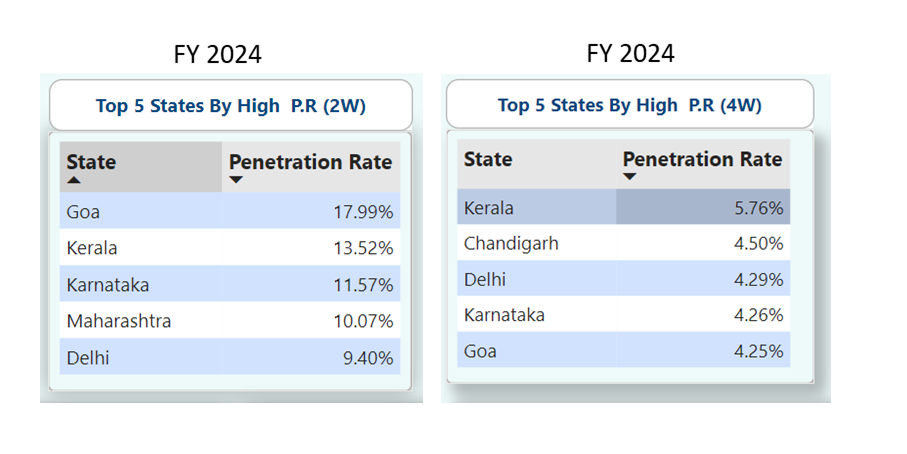 FY 2024
Top 5 States By High P.R (2W)
State Penetration Rate
Goa 17.99%
Kerala 13.52%
Karnataka 11.57%
Maharashtra 10.07%
Delhi 9.40%
FY 2024
Top 5 States By High P.R (4W)
State Penetration Rate
Kerala 5.76%
Chandigarh 4.50%
Delhi 4.29%
Karnataka 4.26%
Goa 4.25%